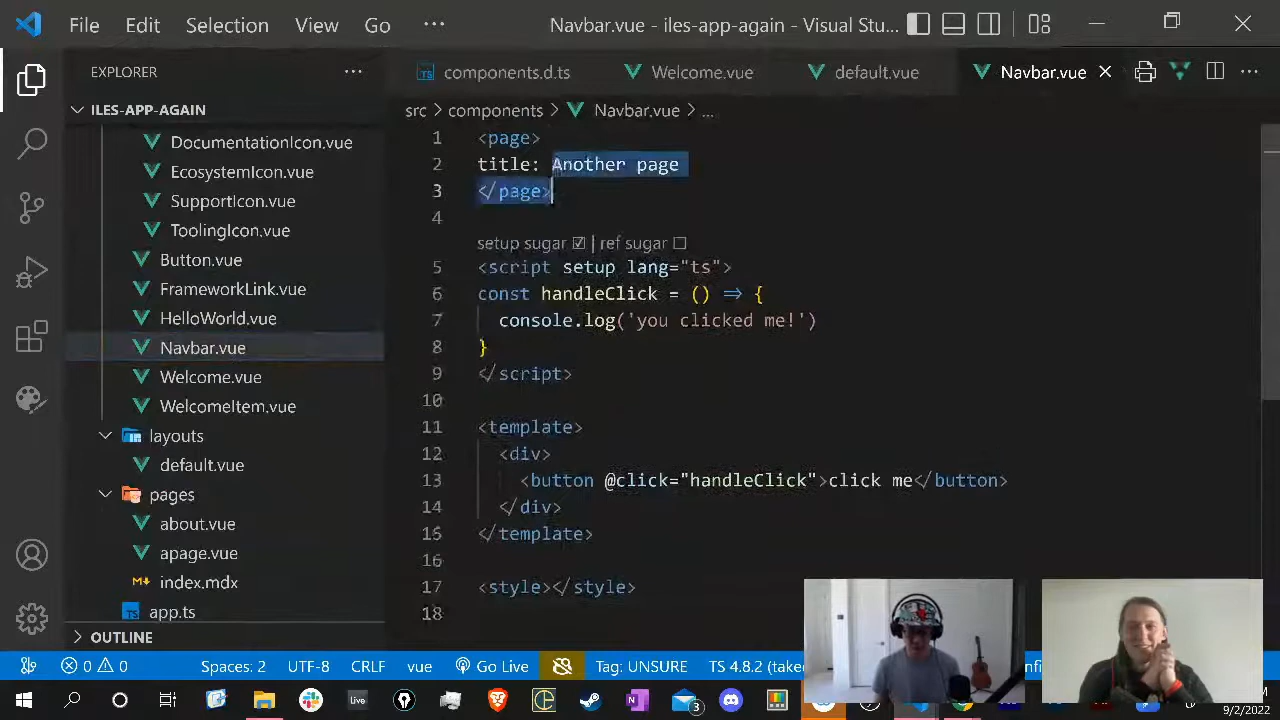 File Edit Selection View Go ··· Navbar.vue - iles-app-again - Visual Stu...
EXPLORER ···
ILES-APP-AGAIN
DocumentationIcon.vue
EcosystemIcon.vue
SupportIcon.vue
ToolingIcon.vue
Button.vue
FrameworkLink.vue
HelloWorld.vue
Navbar.vue
Welcome.vue
WelcomeItem.vue
layouts
default.vue
pages
about.vue
apage.vue
index.mdx
TS app.ts
OUTLINE
TS components.d.ts Welcome.vue default.vue Navbar.vue
src > components > Navbar.vue > ...
1 <page>
2 title: Another page
3 </page>
4
setup sugar ☑ | ref sugar ☐
5 <script setup lang="ts">
6 const handleClick = () => {
7 console.log('you clicked me!')
8 }
9 </script>
10
11 <template>
12 <div>
13 <button @click="handleClick">click me</button>
14 </div>
15 </template>
16
17 <style></style>
18
0 0 Spaces: 2 UTF-8 CRLF vue Go Live Tag: UNSURE TS 4.8.2 (take
Live 3
9/2/2022